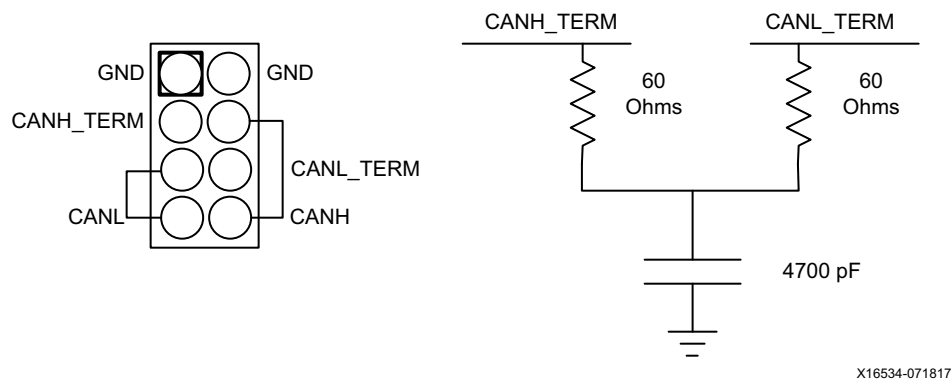 CANH_TERM
CANL_TERM
GND
GND
60
Ohms
60
Ohms
CANH_TERM
CANL_TERM
CANL
CANH
4700 pF
X16534-071817